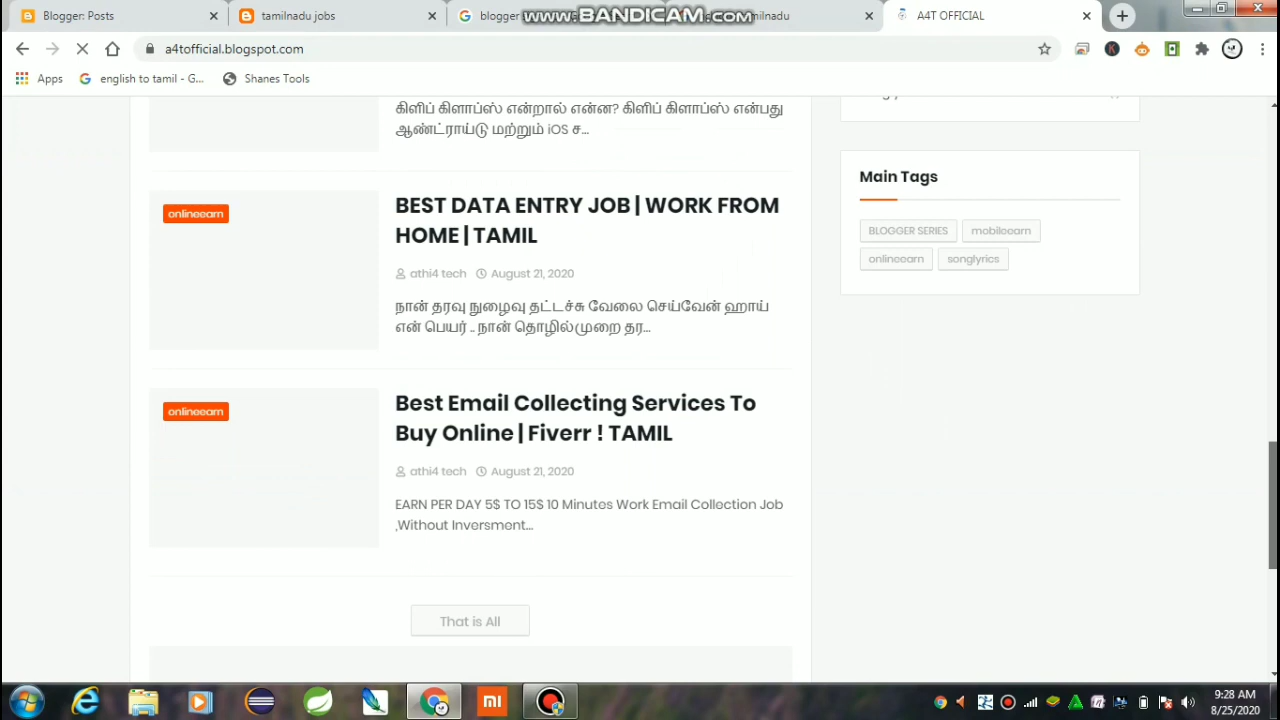 Blogger: Posts
tamilnadu jobs
blogger
www.BANDICAM.com
nadu
A4T OFFICIAL
a4tofficial.blogspot.com
Apps
english to tamil - G...
Shanes Tools
கிளிப் கிளாப்ஸ் என்றால் என்ன? கிளிப் கிளாப்ஸ் என்பது
ஆண்ட்ராய்டு மற்றும் iOS ச...
onlineearn
BEST DATA ENTRY JOB | WORK FROM
HOME | TAMIL
athi4 tech
August 21, 2020
நான் தரவு நுழைவு தட்டச்சு வேலை செய்வேன் ஹாய்
என் பெயர் .. நான் தொழில்முறை தர...
onlineearn
Best Email Collecting Services To
Buy Online | Fiverr ! TAMIL
athi4 tech
August 21, 2020
EARN PER DAY 5$ TO 15$ 10 Minutes Work Email Collection Job
,Without Inversment...
That is All
Main Tags
BLOGGER SERIES
mobileearn
onlineearn
songlyrics
mi
9:28 AM
8/25/2020